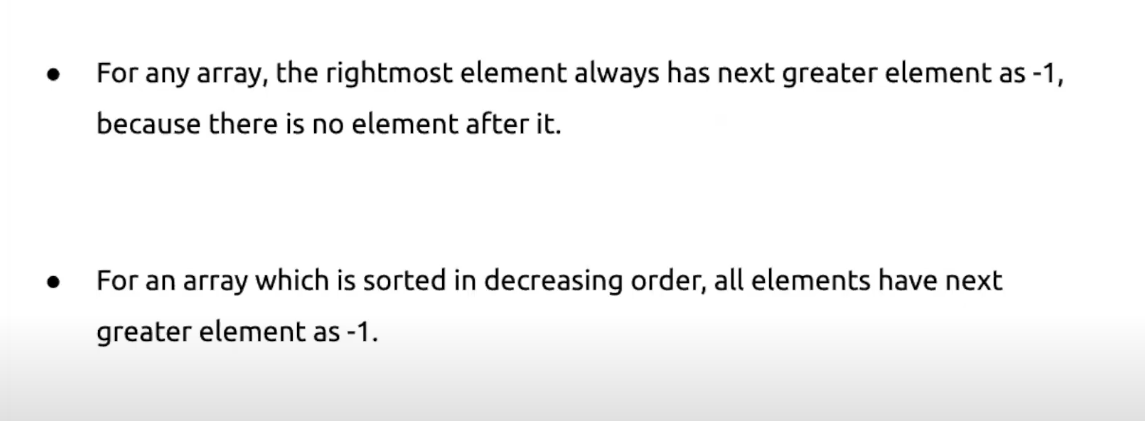 ● For any array, the rightmost element always has next greater element as -1,
because there is no element after it.
● For an array which is sorted in decreasing order, all elements have next
greater element as -1.